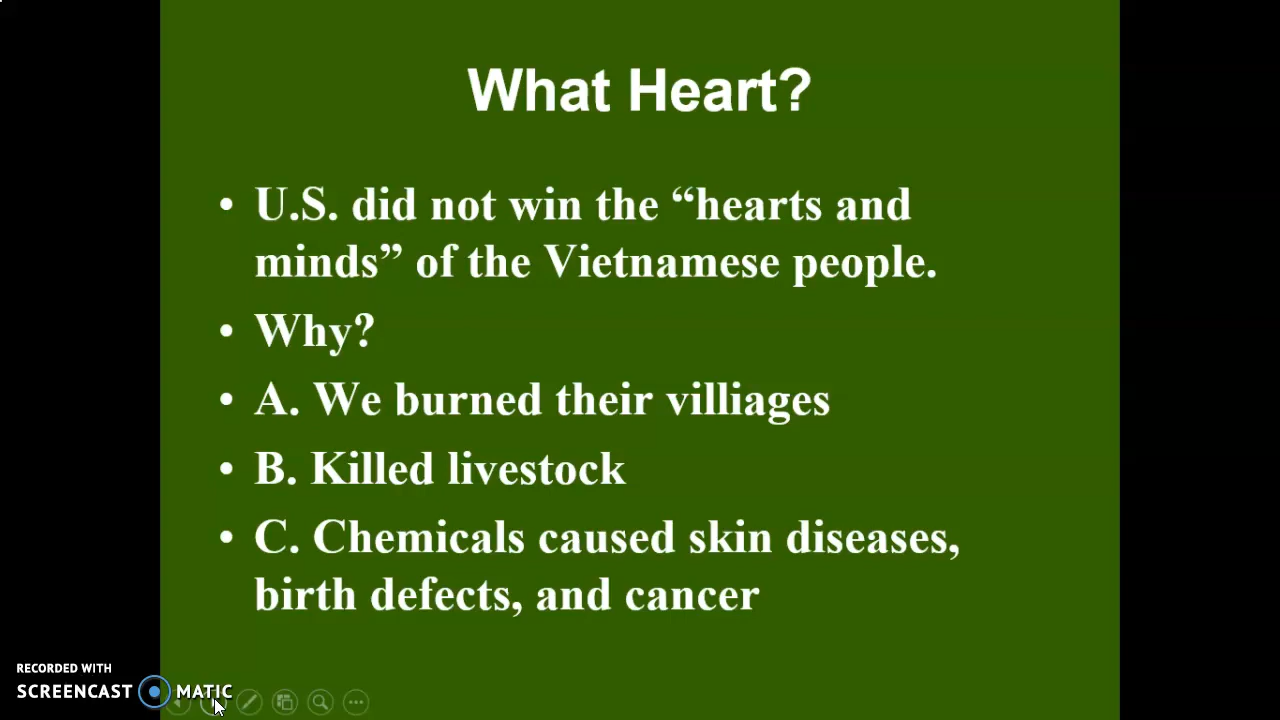 What Heart?
• U.S. did not win the “hearts and
minds” of the Vietnamese people.
• Why?
• A. We burned their villiages
• B. Killed livestock
• C. Chemicals caused skin diseases,
birth defects, and cancer
RECORDED WITH
SCREENCAST MATIC